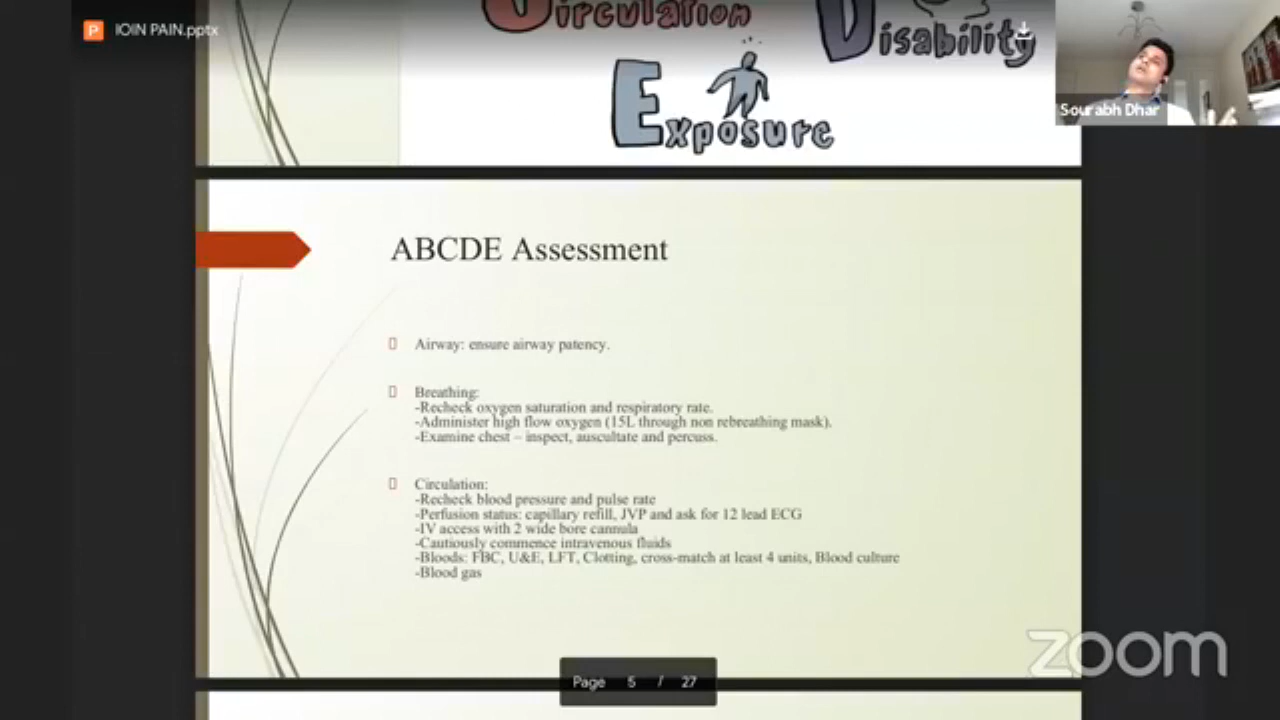 P IOIN PAIN.pptx
Circulation
Disability
Exposure
Sourabh Dhar
ABCDE Assessment
Airway: ensure airway patency.
Breathing:
-Recheck oxygen saturation and respiratory rate.
-Administer high flow oxygen (15L through non rebreathing mask).
-Examine chest – inspect, auscultate and percuss.
Circulation:
-Recheck blood pressure and pulse rate
-Perfusion status: capillary refill, JVP and ask for 12 lead ECG
-IV access with 2 wide bore cannula
-Cautiously commence intravenous fluids
-Bloods: FBC, U&E, LFT, Clotting, cross-match at least 4 units, Blood culture
-Blood gas
zoom
Page 5 / 27